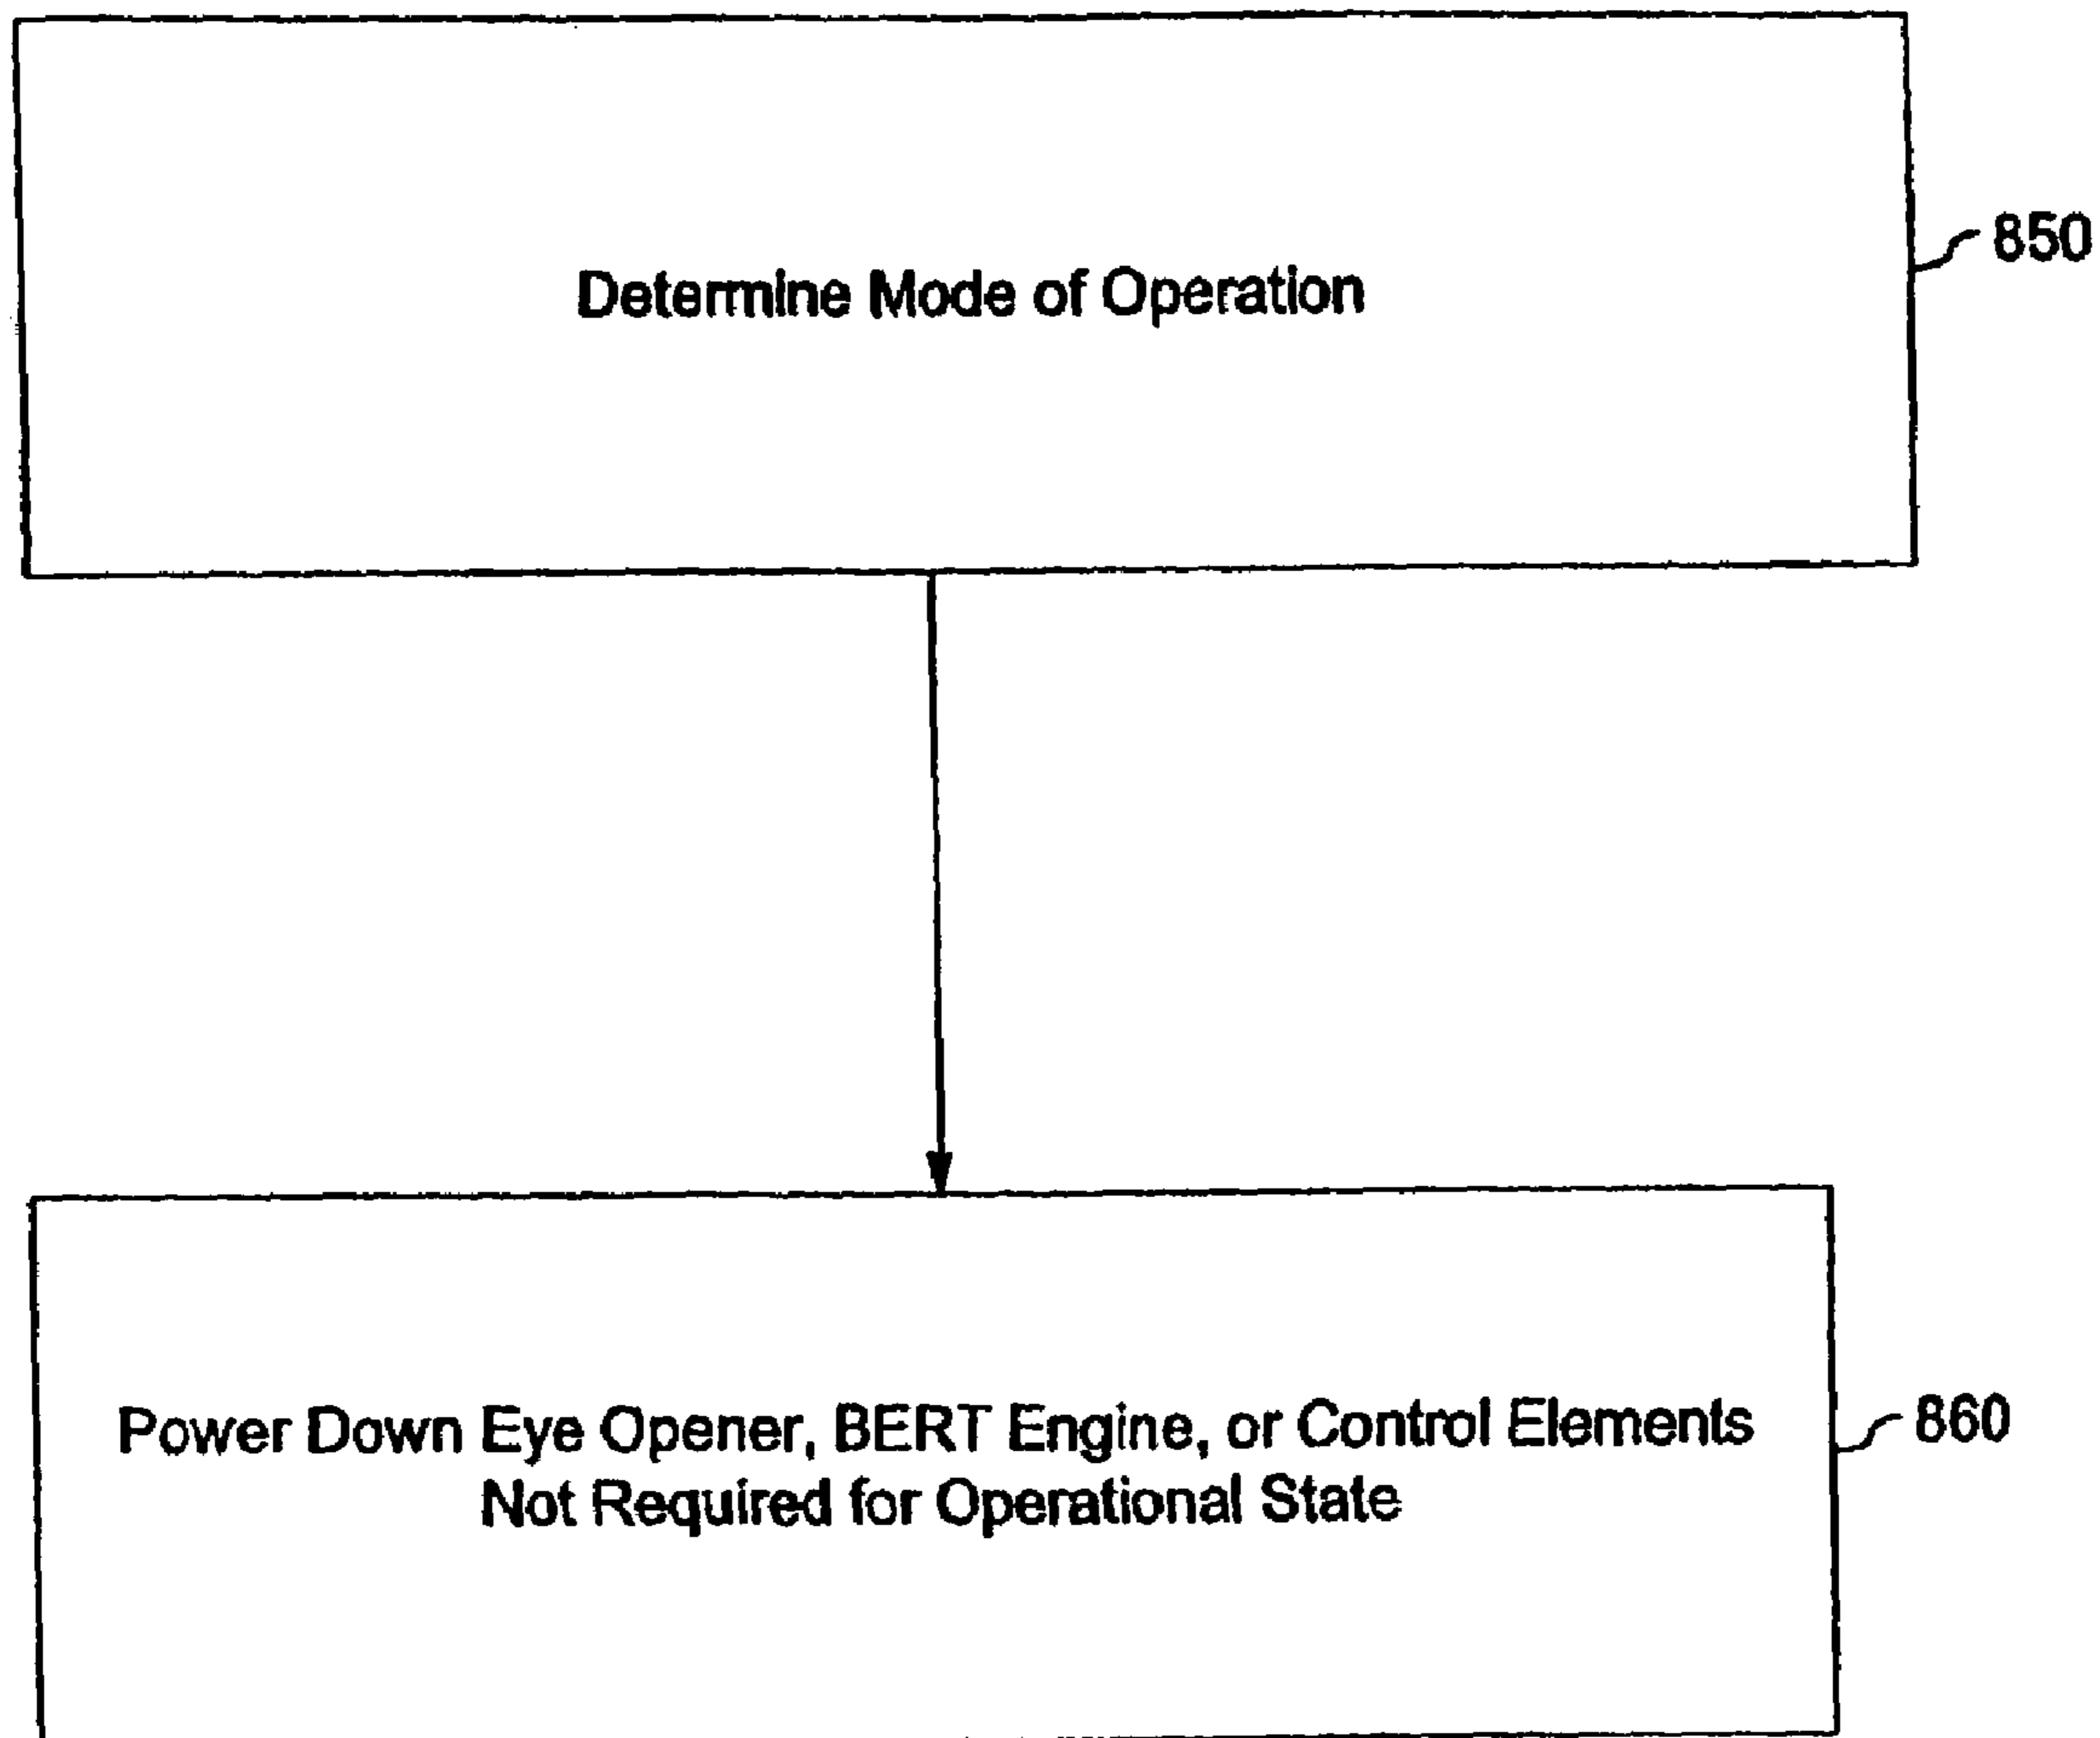 Determine Mode of Operation
850
Power Down Eye Opener, BERT Engine, or Control Elements
Not Required for Operational State
860